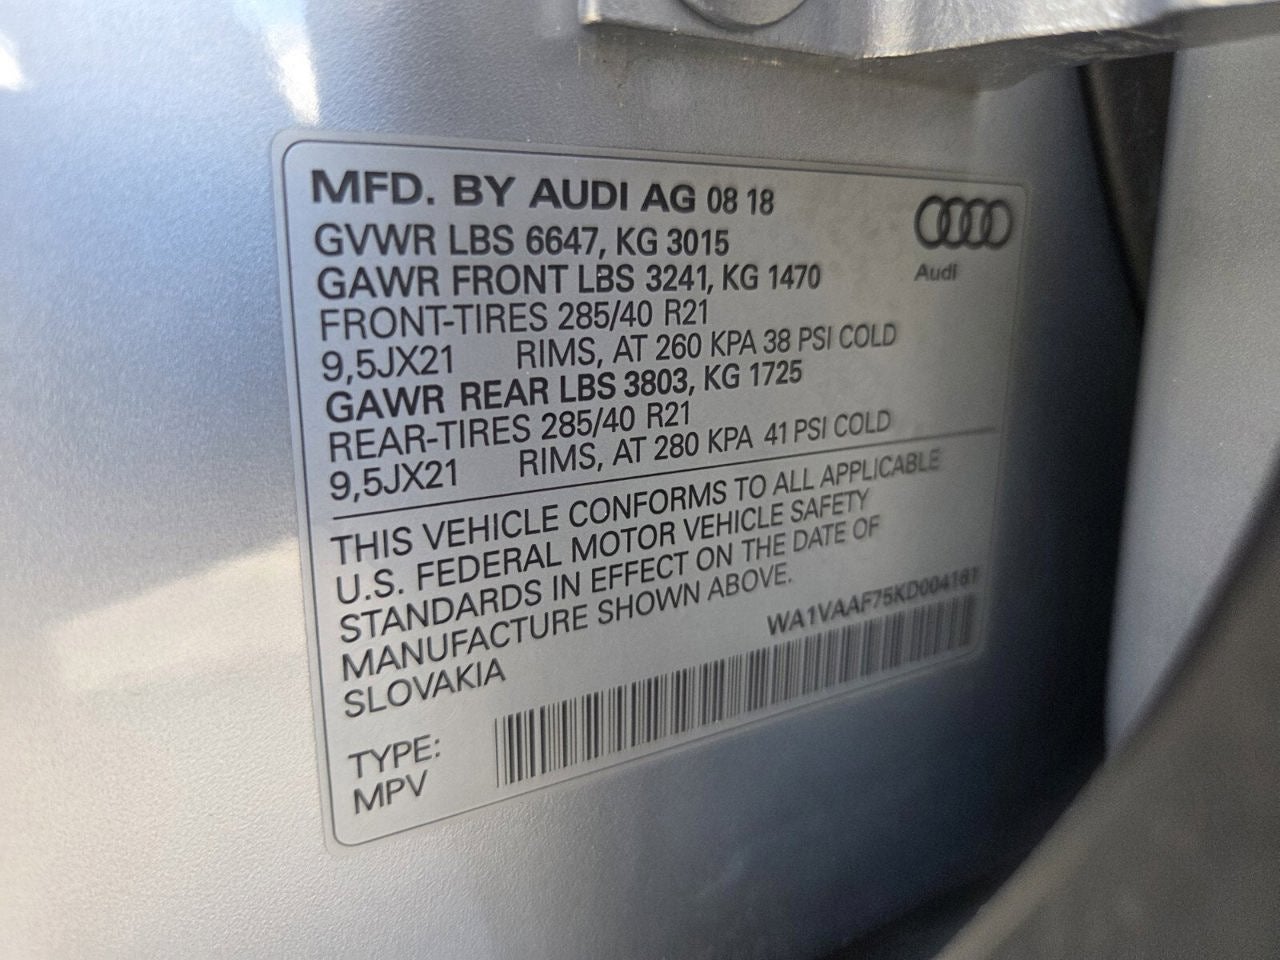 MFD. BY AUDI AG 08 18
GVWR LBS 6647, KG 3015
GAWR FRONT LBS 3241, KG 1470
FRONT-TIRES 285/40 R21
9,5JX21 RIMS, AT 260 KPA 38 PSI COLD
GAWR REAR LBS 3803, KG 1725
REAR-TIRES 285/40 R21
9,5JX21 RIMS, AT 280 KPA 41 PSI COLD
Audi
THIS VEHICLE CONFORMS TO ALL APPLICABLE
U.S. FEDERAL MOTOR VEHICLE SAFETY
STANDARDS IN EFFECT ON THE DATE OF
MANUFACTURE SHOWN ABOVE.
SLOVAKIA
WA1VAAF75KD004161
TYPE:
MPV